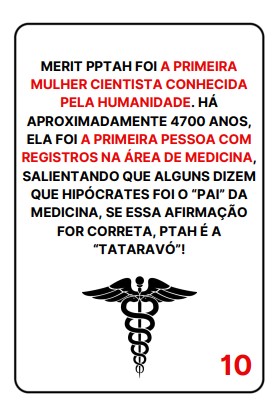 MERIT PPTAH FOI A PRIMEIRA
MULHER CIENTISTA CONHECIDA
PELA HUMANIDADE. HÁ
APROXIMADAMENTE 4700 ANOS,
ELA FOI A PRIMEIRA PESSOA COM
REGISTROS NA ÁREA DE MEDICINA,
SALIENTANDO QUE ALGUNS DIZEM
QUE HIPÓCRATES FOI O “PAI” DA
MEDICINA, SE ESSA AFIRMAÇÃO
FOR CORRETA, PTAH É A
“TATARAVÓ”!
10